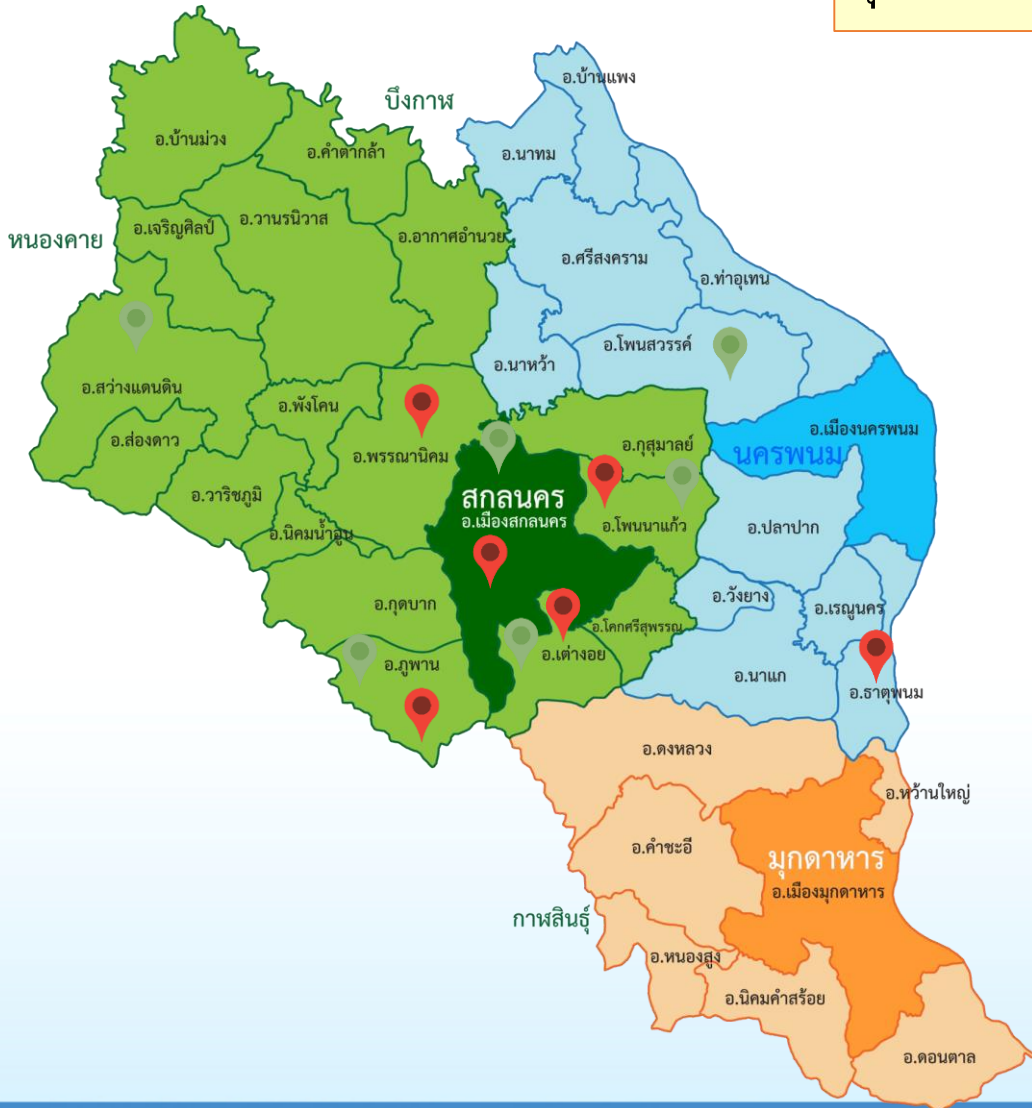 อ.บ้านแพง
บึงกาฬ
อ.บ้านม่วง
อ.คำตากล้า
อ.นาทม
อ.วานรนิวาส
อ.เจริญศิลป์
หนองคาย
อ.อากาศอำนวย
อ.ศรีสงคราม
อ.ท่าอุเทน
อ.โพนสวรรค์
อ.นาหว้า
อ.สว่างแดนดิน
อ.พังโคน
อ.เมืองนครพนม
อ.ส่องดาว
อ.พรรณานิคม
อ.กุสุมาลย์
นครพนม
อ.วาริชภูมิ
สกลนคร
อ.เมืองสกลนคร
อ.โพนนาแก้ว
อ.ปลาปาก
อ.นิคมน้ำอูน
อ.กุดบาก
อ.วังยาง
อ.เรณูนคร
อ.โคกศรีสุพรรณ
อ.เต่างอย
อ.ภูพาน
อ.นาแก
อ.ธาตุพนม
อ.ดงหลวง
อ.หว้านใหญ่
อ.คำชะอี
มุกดาหาร
อ.เมืองมุกดาหาร
กาฬสินธุ์
อ.หนองสูง
อ.นิคมคำสร้อย
อ.ดอนตาล